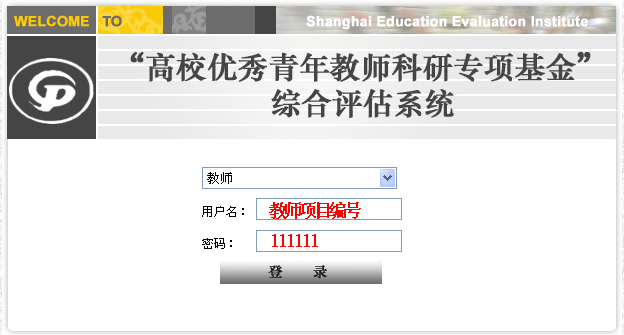 WELCOME TO Shanghai Education Evaluation Institute
“高校优秀青年教师科研专项基金”
综合评估系统
教师
用户名： 教师项目编号
密码： 111111
登 录